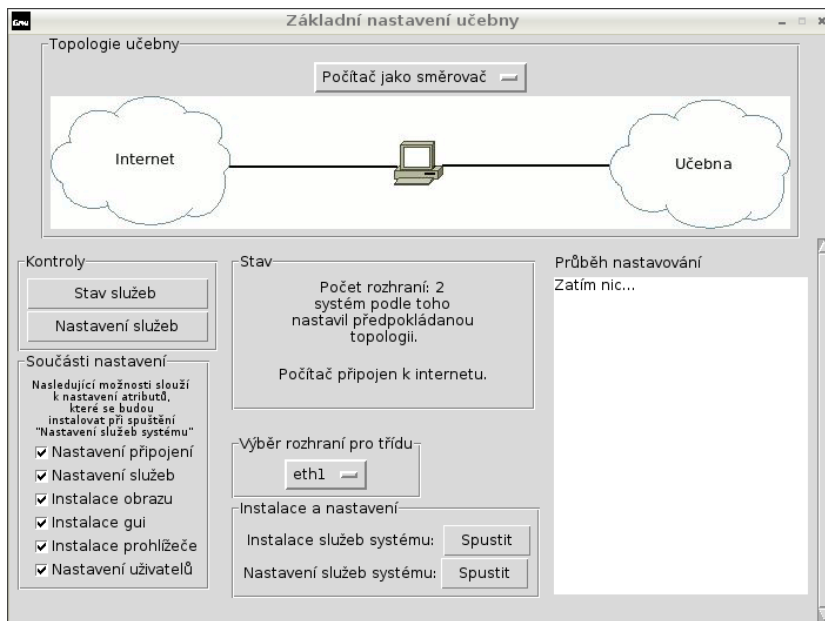 Základní nastavení učebny
Topologie učebny
Počítač jako směrovač
Internet
Učebna
Kontroly
Stav služeb
Nastavení služeb
Součásti nastavení
Nasledující možnosti slouží
k nastavení atributů,
které se budou
instalovat při spuštění
"Nastavení služeb systému"
Nastavení připojení
Nastavení služeb
Instalace obrazu
Instalace gui
Instalace prohlížeče
Nastavení uživatelů
Stav
Počet rozhraní: 2
systém podle toho
nastavil předpokládanou
topologii.
Počítač připojen k internetu.
Výběr rozhraní pro třídu
eth1
Instalace a nastavení
Instalace služeb systému: Spustit
Nastavení služeb systému: Spustit
Průběh nastavování
Zatím nic...